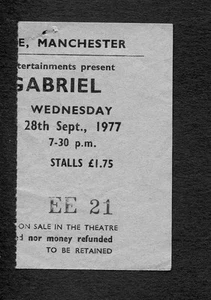 E, MANCHESTER
tertainments present
GABRIEL
WEDNESDAY
28th Sept., 1977
7-30 p.m.
STALLS £1.75
EE 21
ON SALE IN THE THEATRE
d nor money refunded
TO BE RETAINED